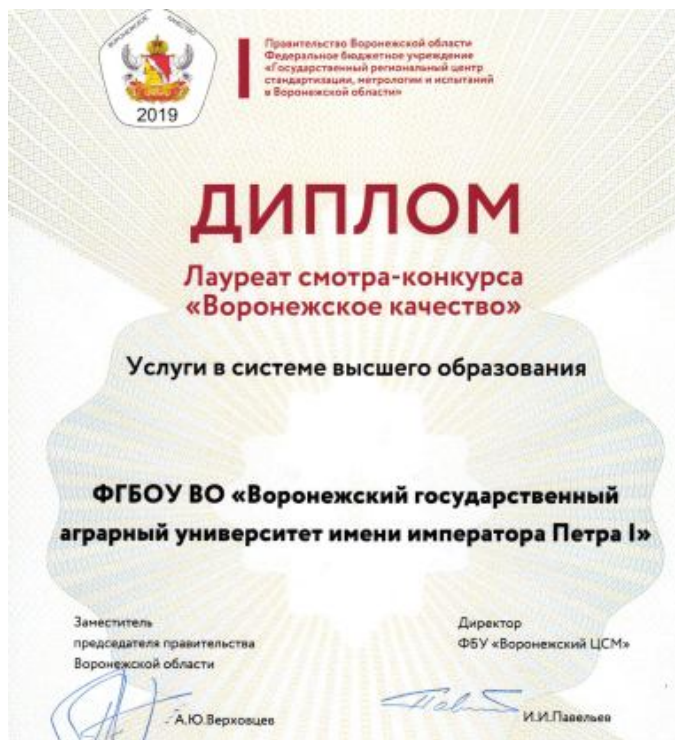 ВОРОНЕЖСКОЕ КАЧЕСТВО
2019
Правительство Воронежской области
Федеральное бюджетное учреждение
«Государственный региональный центр
стандартизации, метрологии и испытаний
в Воронежской области»
ДИПЛОМ
Лауреат смотра-конкурса
«Воронежское качество»
Услуги в системе высшего образования
ФГБОУ ВО «Воронежский государственный
аграрный университет имени императора Петра I»
Заместитель
председателя правительства
Воронежской области
А.Ю.Верховцев
Директор
ФБУ «Воронежский ЦСМ»
И.И.Павельев